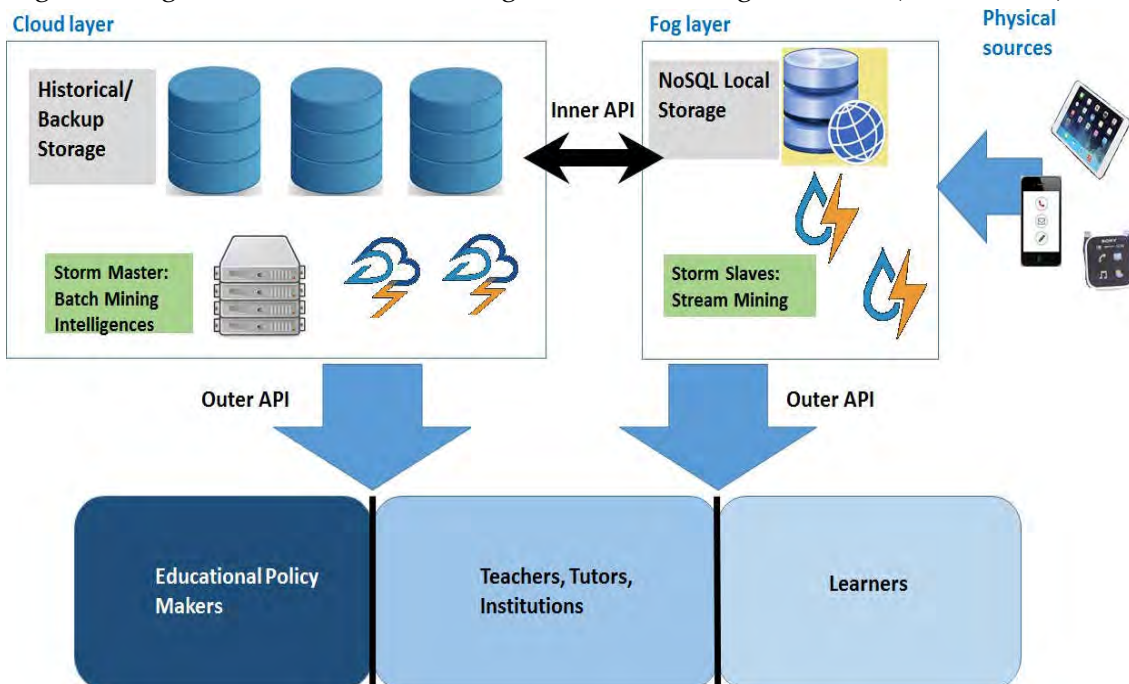 Cloud layer
Fog layer
Physical
sources
Historical/
Backup
Storage
Inner API
NoSQL Local
Storage
Storm Master:
Batch Mining
Intelligences
Storm Slaves:
Stream Mining
SONY
Outer API
Outer API
Educational Policy
Makers
Teachers, Tutors,
Institutions
Learners